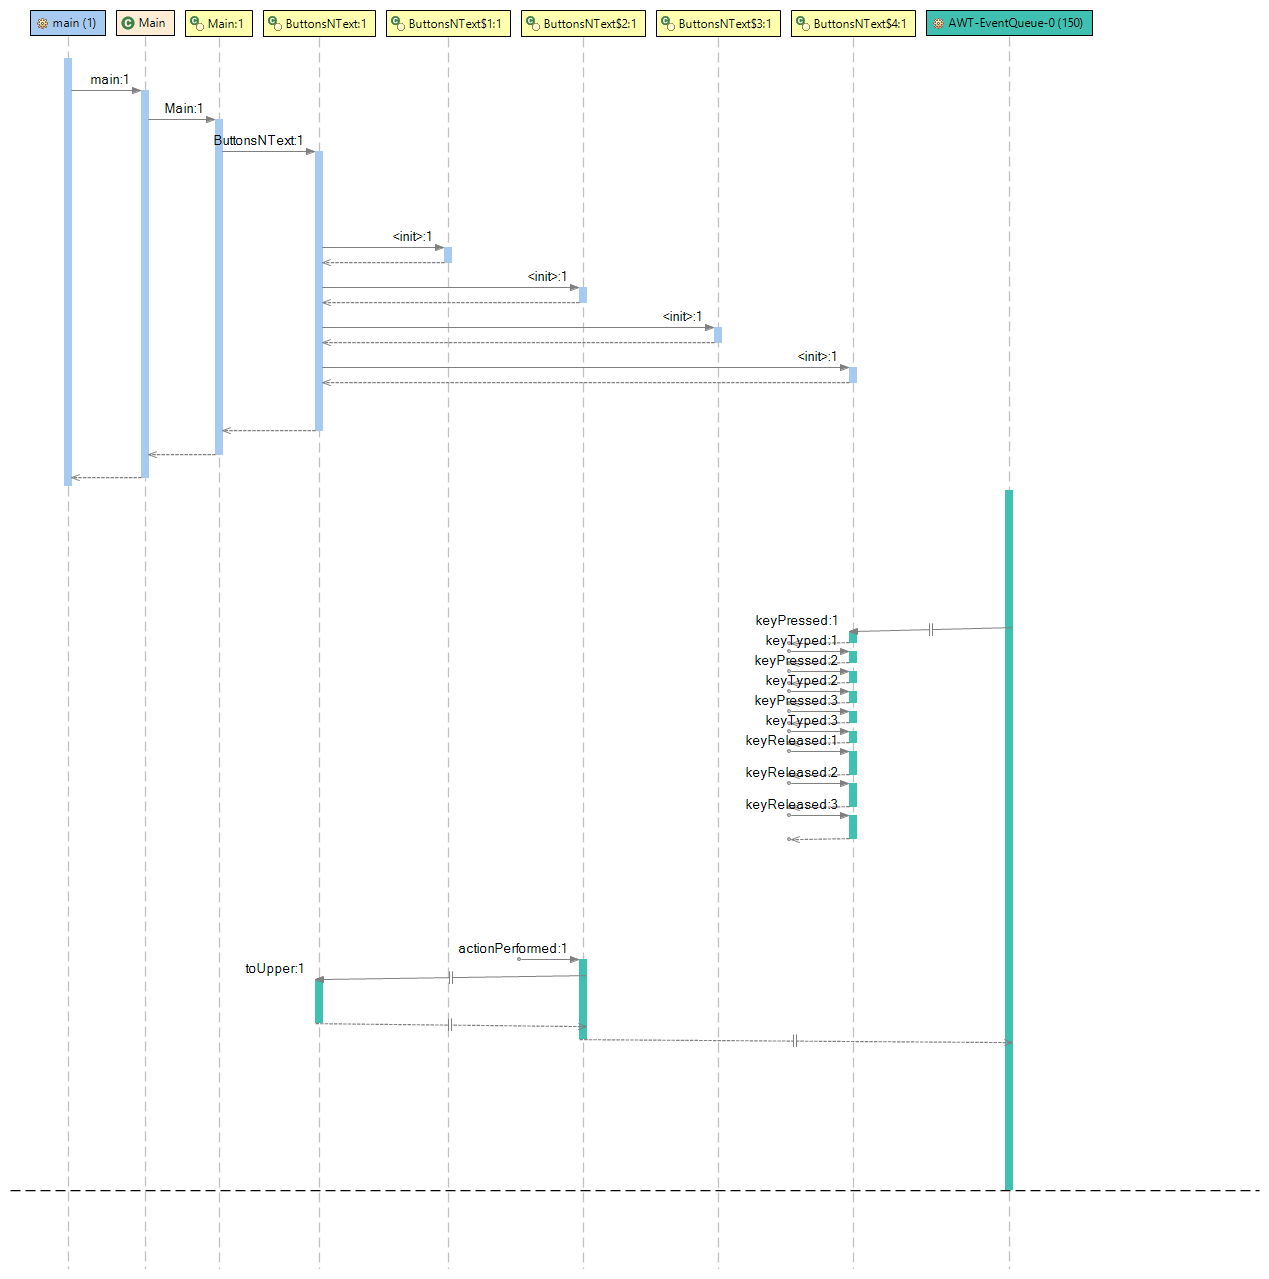 main (1)
Main
Main:1
ButtonsNText:1
ButtonsNText$1:1
ButtonsNText$2:1
ButtonsNText$3:1
ButtonsNText$4:1
AWT-EventQueue-0 (150)
main:1
Main:1
ButtonsNText:1
<init>:1
<init>:1
<init>:1
<init>:1
keyPressed:1
keyTyped:1
keyPressed:2
keyTyped:2
keyPressed:3
keyTyped:3
keyReleased:1
keyReleased:2
keyReleased:3
actionPerformed:1
toUpper:1